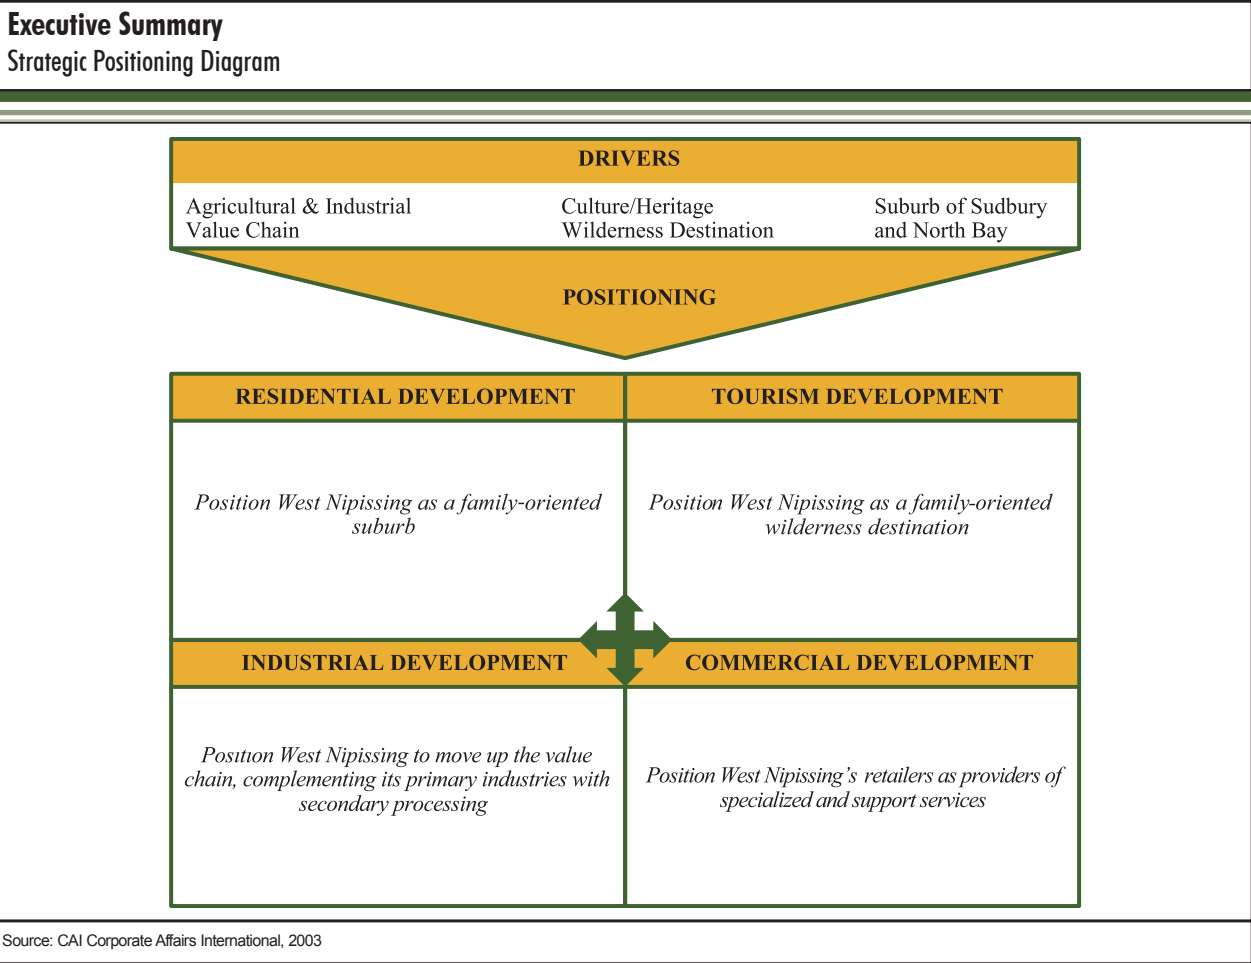 Executive Summary
Strategic Positioning Diagram
DRIVERS
Agricultural & Industrial
Value Chain
Culture/Heritage
Wilderness Destination
Suburb of Sudbury
and North Bay
POSITIONING
RESIDENTIAL DEVELOPMENT
Position West Nipissing as a family-oriented
suburb
TOURISM DEVELOPMENT
Position West Nipissing as a family-oriented
wilderness destination
INDUSTRIAL DEVELOPMENT
Position West Nipissing to move up the value
chain, complementing its primary industries with
secondary processing
COMMERCIAL DEVELOPMENT
Position West Nipissing’s retailers as providers of
specialized and support services
Source: CAI Corporate Affairs International, 2003